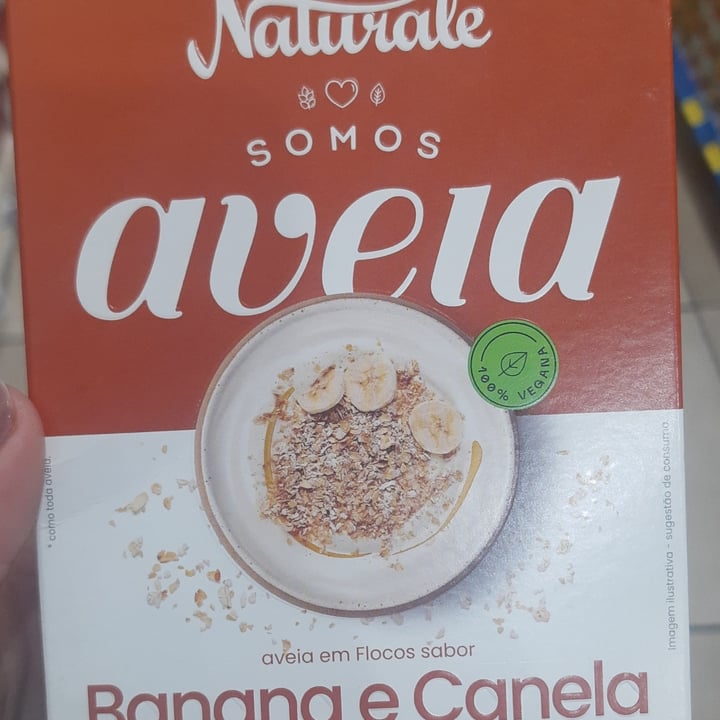 Naturale
SOMOS
aveia
100% VEGANA
* como toda aveia.
Imagem ilustrativa - sugestão de consumo.
aveia em Flocos sabor
Banana e Canela